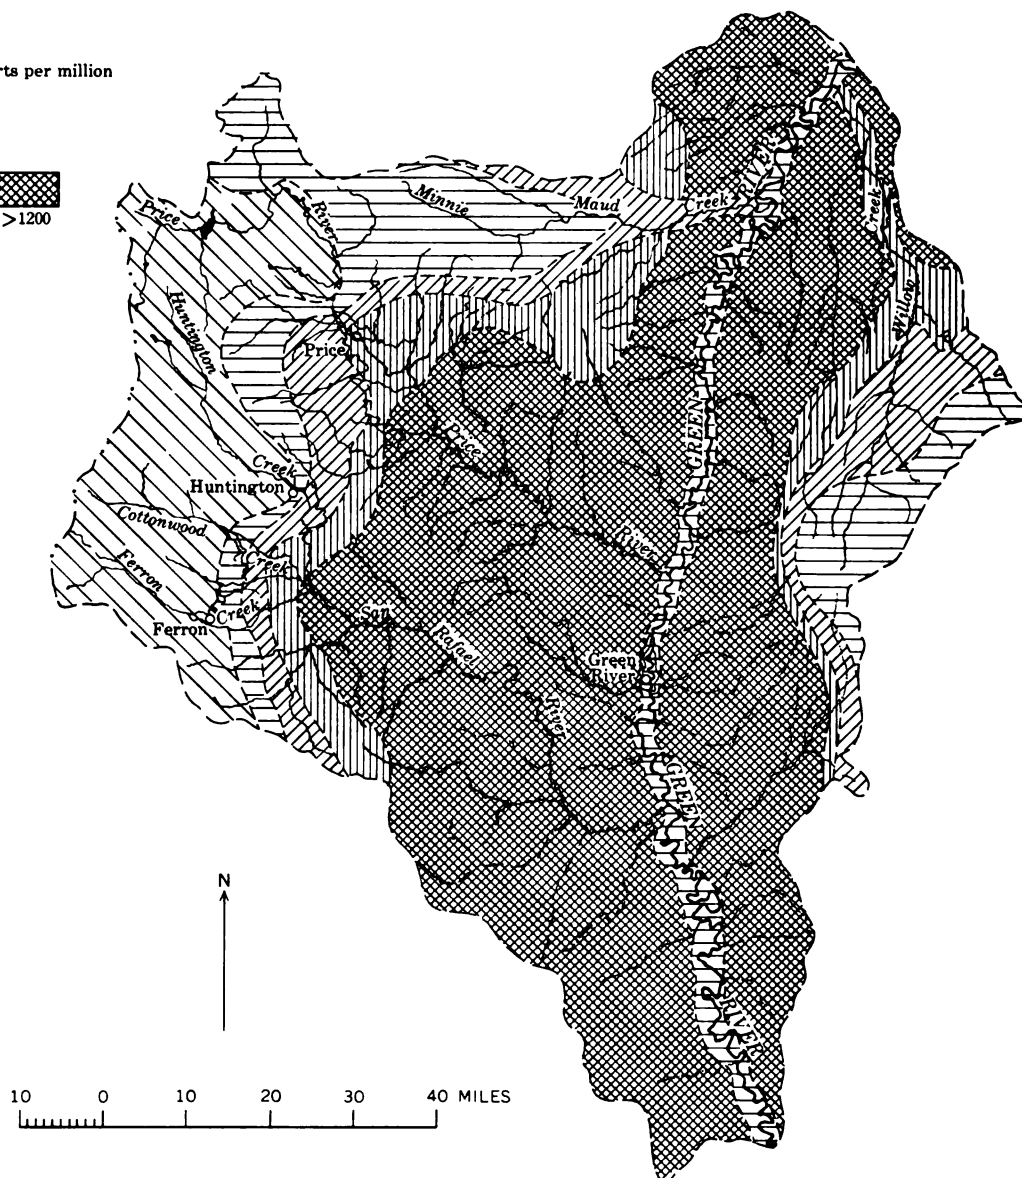 rts per million
>1200
RIVER
Minnie
Maud
Creek
Price
River
Creek
Huntington
Willow
Price
GREEN
Price
Creek
Huntington
Cottonwood
River
Creek
Ferron
Creek
San
Ferron
Rafael
Green
River
River
GREEN
N
RIVER
10 0 10 20 30 40 MILES